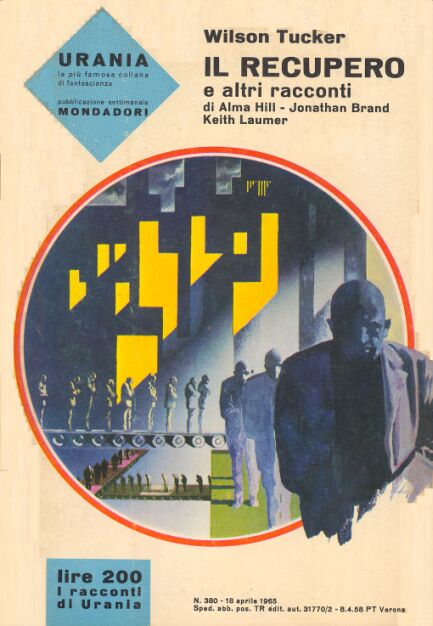 URANIA
la più famosa collana
di fantascienza
pubblicazione settimanale
MONDADORI
Wilson Tucker
IL RECUPERO
e altri racconti
di Alma Hill - Jonathan Brand
Keith Laumer
lire 200
I racconti
di Urania
N. 380 - 18 aprile 1965
Sped. abb. pos. TR édit. aut. 31770/2 - 8.4.58 PT Verona